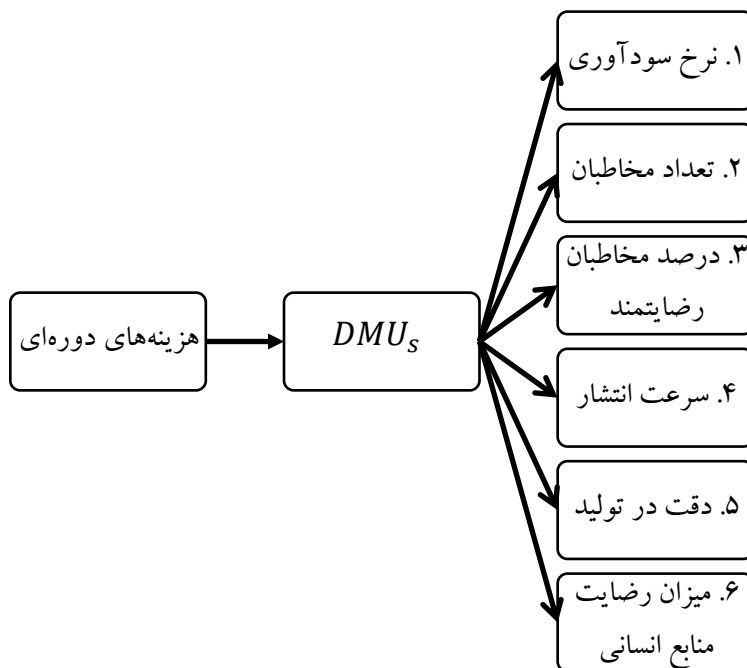 ۱. نرخ سودآوری
۲. تعداد مخاطبان
۳. درصد مخاطبان
رضایتمند
هزینه‌های دوره‌ای
DMUₛ
۴. سرعت انتشار
۵. دقت در تولید
۶. میزان رضایت
منابع انسانی